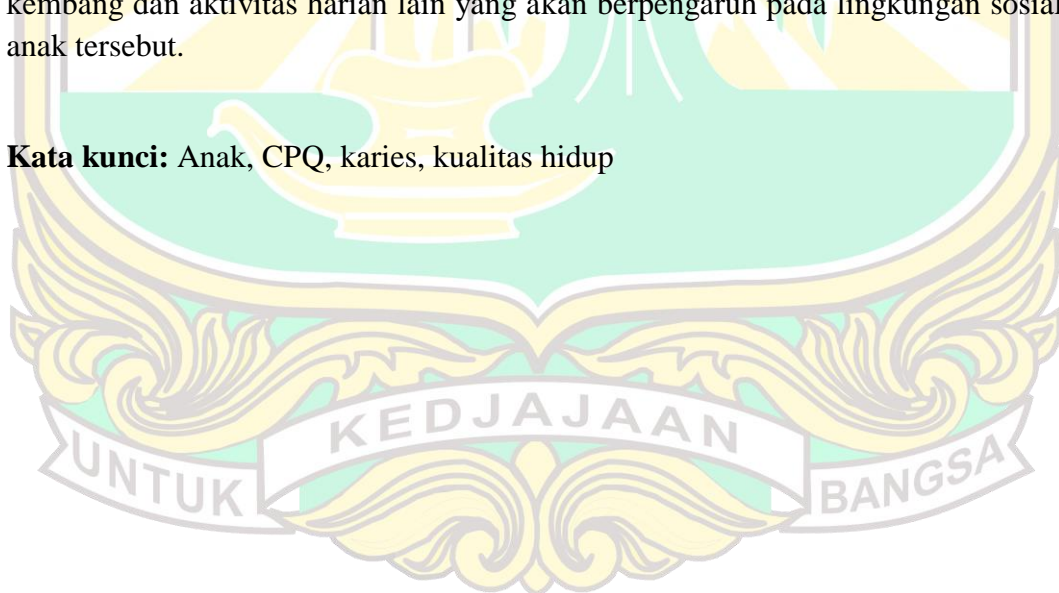 kembang dan aktivitas harian lain yang akan berpengaruh pada lingkungan sosial
anak tersebut.
Kata kunci: Anak, CPQ, karies, kualitas hidup
KEDJAJAAN
UNTUK
BANGSA